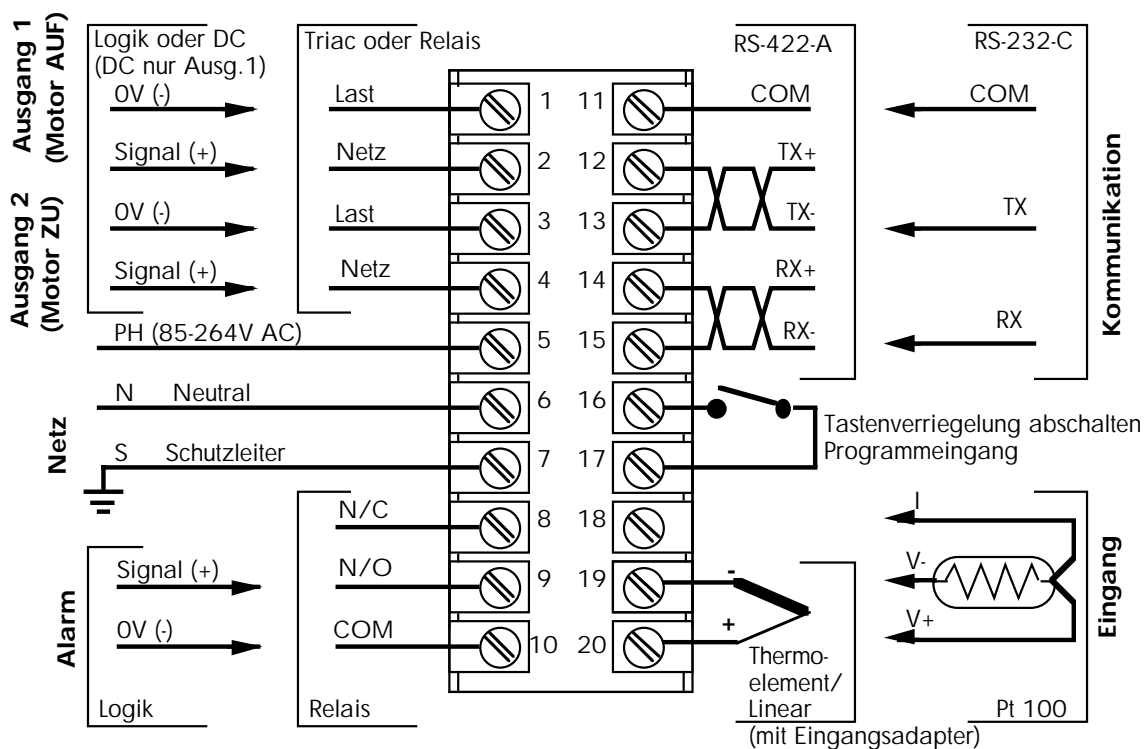 Ausgang 1
(Motor AUF)
Logik oder DC
(DC nur Ausg.1)
0V (-)
Signal (+)
Ausgang 2
(Motor ZU)
0V (-)
Signal (+)
Triac oder Relais
Last
Netz
Last
Netz
PH (85-264V AC)
Netz
N Neutral
S Schutzleiter
Alarm
Signal (+)
0V (-)
Logik
N/C
N/O
COM
Relais
1 11
2 12
3 13
4 14
5 15
6 16
7 17
8 18
9 19
10 20
RS-422-A
COM
TX+
TX-
RX+
RX-
RS-232-C
COM
TX
RX
Kommunikation
Tastenverriegelung abschalten
Programmeingang
-
+
Thermo-
element/
Linear
(mit Eingangsadapter)
I
V-
V+
Pt 100
Eingang